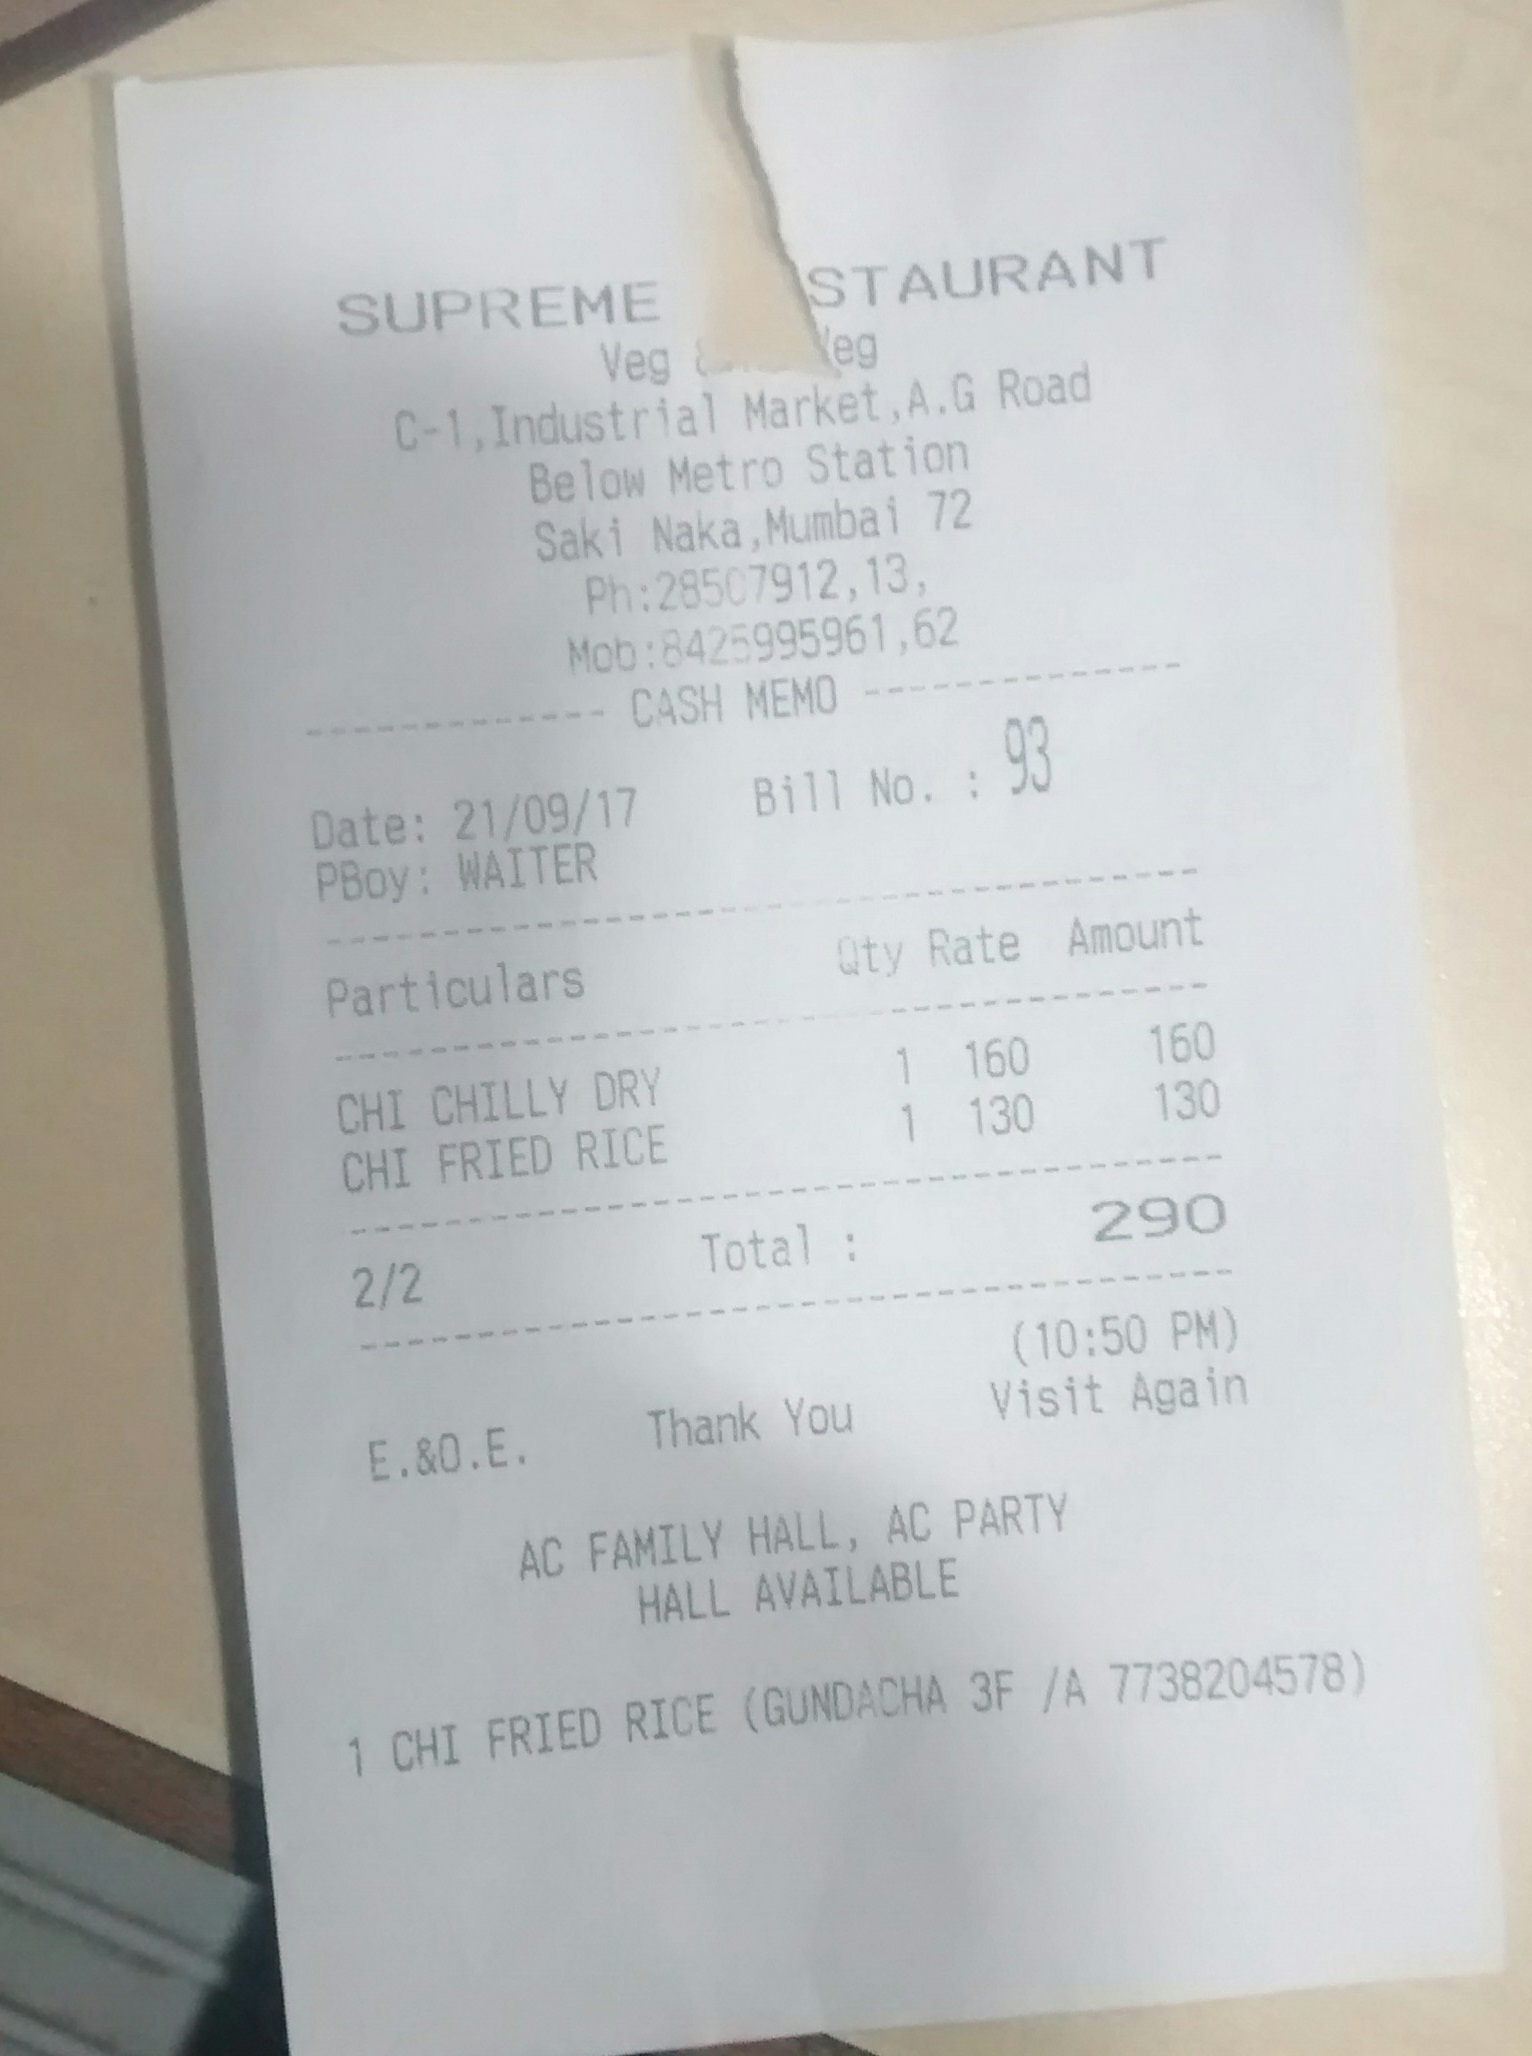 SUPREME STAURANT
Veg & Veg
C-1,Industrial Market,A.G Road
Below Metro Station
Saki Naka,Mumbai 72
Ph:28507912,13,
Mob:8425995961,62
------------- CASH MEMO --------------
Date: 21/09/17 Bill No. : 93
PBoy: WAITER
Particulars Qty Rate Amount
CHI CHILLY DRY 1 160 160
CHI FRIED RICE 1 130 130
2/2 Total : 290
(10:50 PM)
E.&O.E. Thank You Visit Again
AC FAMILY HALL, AC PARTY
HALL AVAILABLE
1 CHI FRIED RICE (GUNDACHA 3F /A 7738204578)